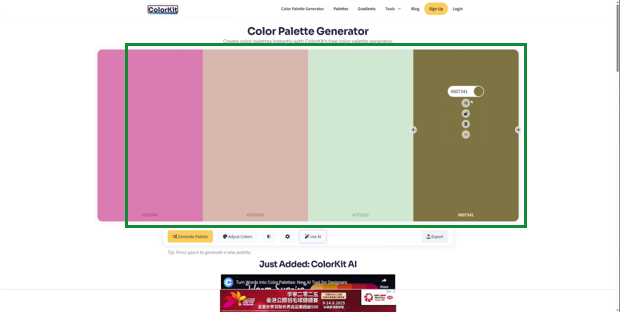 ColorKit
Color Palette Generator Palettes Gradients Tools Blog Sign Up Login
Color Palette Generator
Create color palettes instantly with ColorKit's free color palette generator.
#807341
#807341
Generate Palette Adjust Colors Use AI Export
Tip: Press space to generate a new palette.
Just Added: ColorKit AI
Turn Words into Color Palettes: New AI Tool for Designers
Share